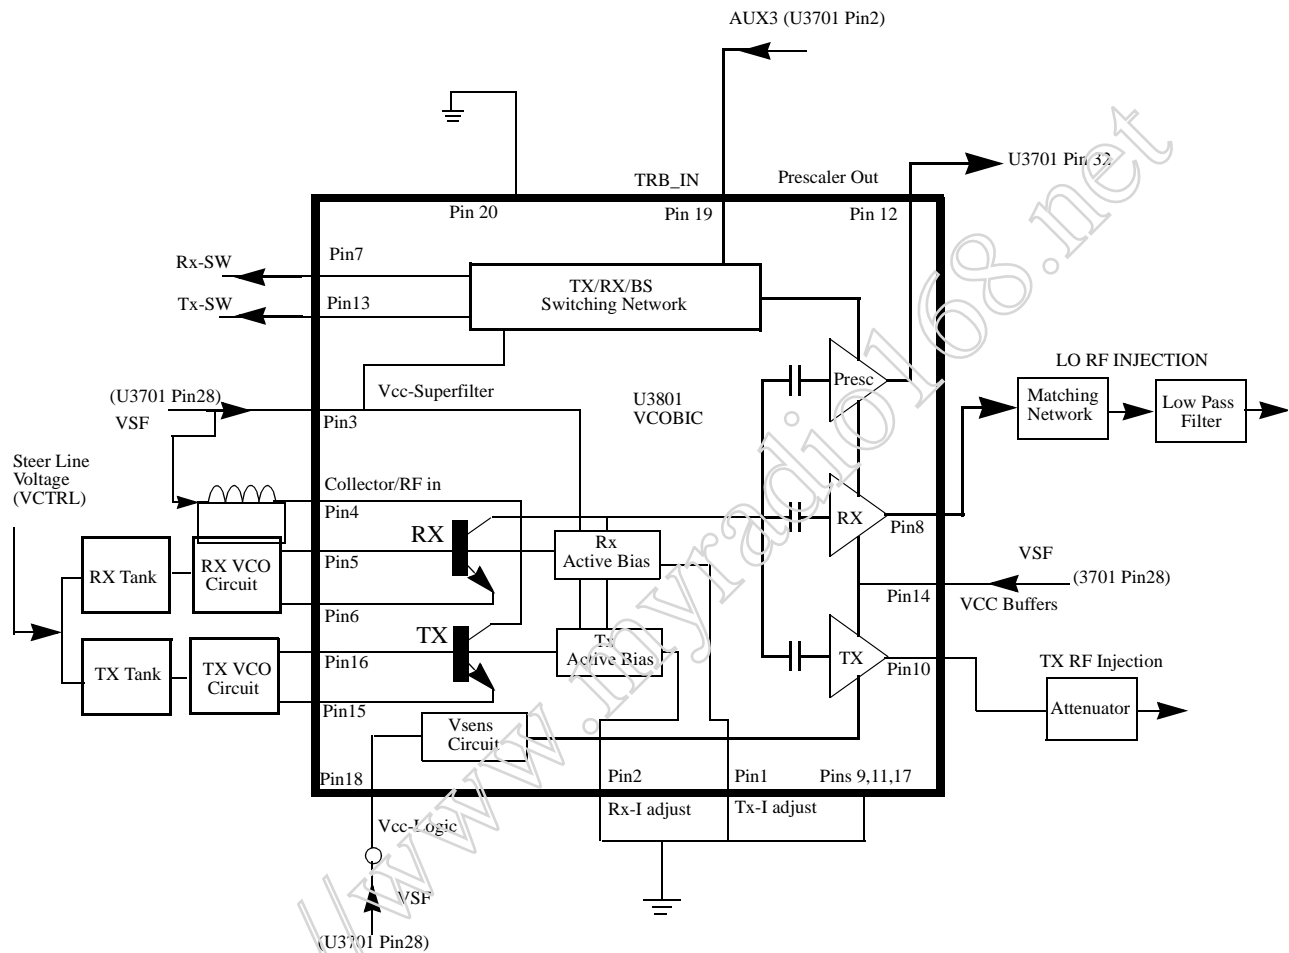 AUX3 (U3701 Pin2)
U3701 Pin 32
TRB_IN
Prescaler Out
Pin 20
Pin 19
Pin 12
Rx-SW
Pin7
TX/RX/BS
Switching Network
Tx-SW
Pin13
LO RF INJECTION
Presc
Matching
Network
Low Pass
Filter
(U3701 Pin28)
VSF
Vcc-Superfilter
Pin3
U3801
VCOBIC
Steer Line
Voltage
(VCTRL)
Collector/RF in
Pin4
RX
Rx
Active Bias
RX
Pin8
RX Tank
RX VCO
Circuit
Pin5
VSF
(3701 Pin28)
Pin14
VCC Buffers
Pin6
TX
Tx
Active Bias
TX
Pin10
TX RF Injection
TX Tank
TX VCO
Circuit
Pin16
Attenuator
Pin15
Vsens
Circuit
Pin18
Pin2
Pin1
Pins 9,11,17
Rx-I adjust
Tx-I adjust
Vcc-Logic
VSF
(U3701 Pin28)
//www.myradio168.net